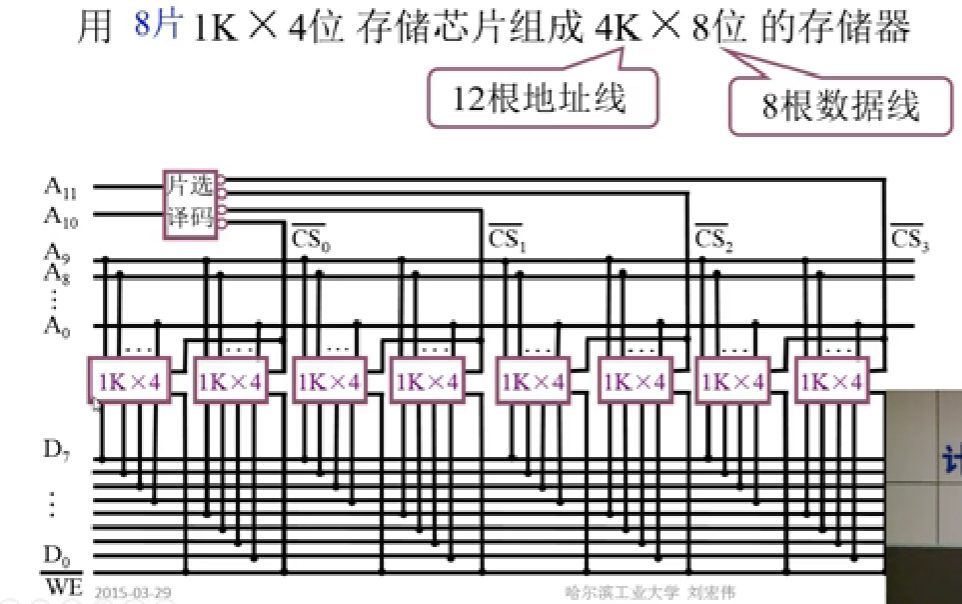 用 8片 1K×4位 存储芯片组成 4K×8位 的存储器
12根地址线
8根数据线
A11
片选
译码
A10
CS0
CS1
CS2
CS3
A9
A8
⋮
A0
… … … … … … … …
1K×4 1K×4 1K×4 1K×4 1K×4 1K×4 1K×4 1K×4
D7
计
⋮
D0
WE
2015-03-29
哈尔滨工业大学 刘宏伟